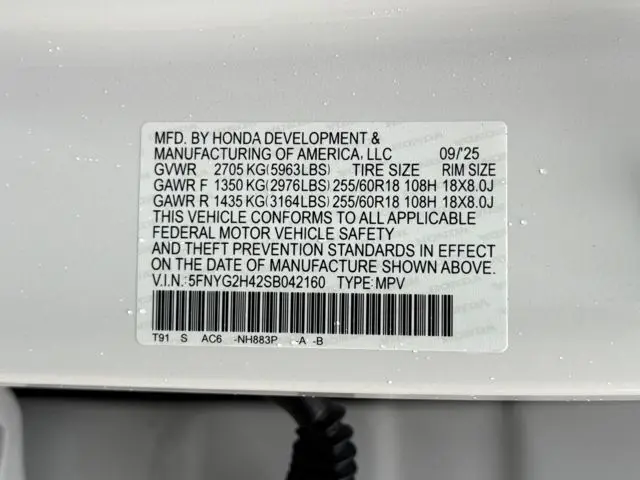 MFD. BY HONDA DEVELOPMENT &
MANUFACTURING OF AMERICA, LLC 09/'25
GVWR 2705 KG(5963LBS) TIRE SIZE RIM SIZE
GAWR F 1350 KG(2976LBS) 255/60R18 108H 18X8.0J
GAWR R 1435 KG(3164LBS) 255/60R18 108H 18X8.0J
THIS VEHICLE CONFORMS TO ALL APPLICABLE
FEDERAL MOTOR VEHICLE SAFETY
AND THEFT PREVENTION STANDARDS IN EFFECT ON
THE DATE OF MANUFACTURE SHOWN ABOVE.
V.I.N.: 5FNYG2H42SB042160 TYPE: MPV
T91 S AC6 -NH883P -A -B